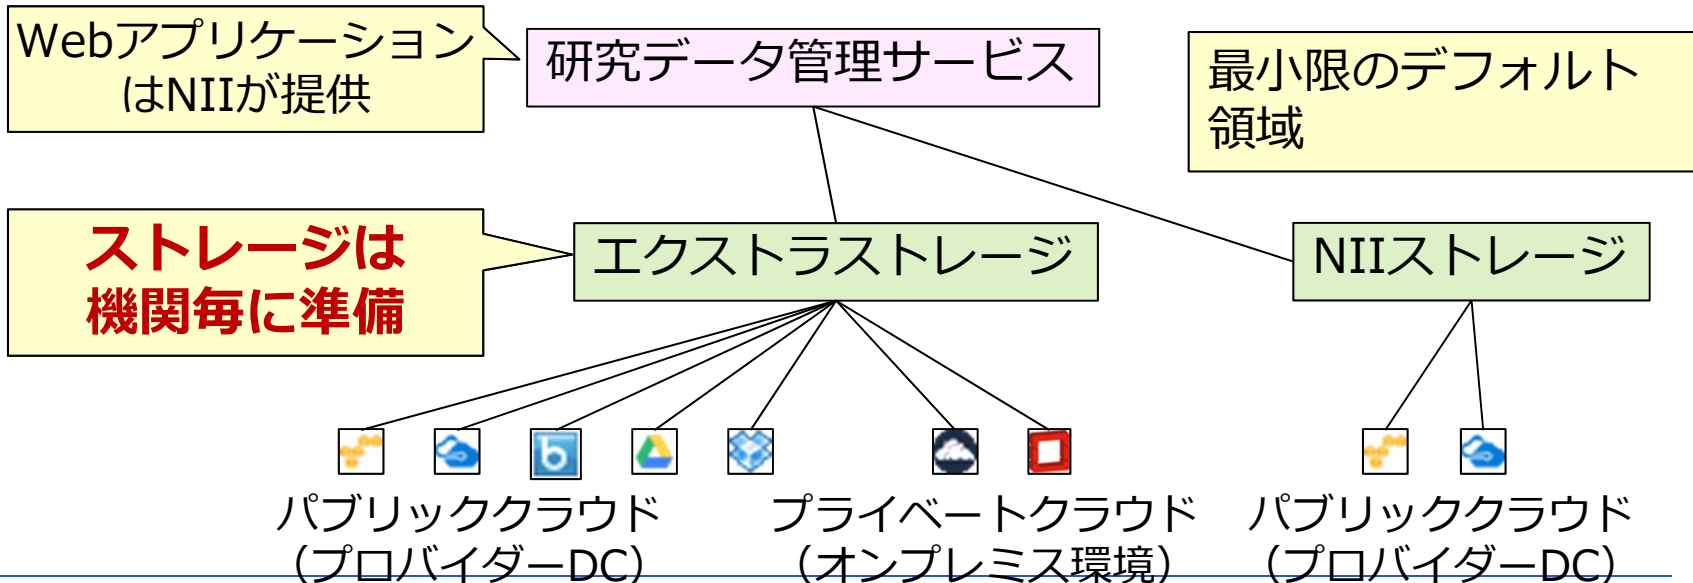 Webアプリケーション
はNIIが提供
研究データ管理サービス
最小限のデフォルト
領域
ストレージは
機関毎に準備
エクストラストレージ
NIIストレージ
パブリッククラウド
（プロバイダーDC）
プライベートクラウド
（オンプレミス環境）
パブリッククラウド
（プロバイダーDC）